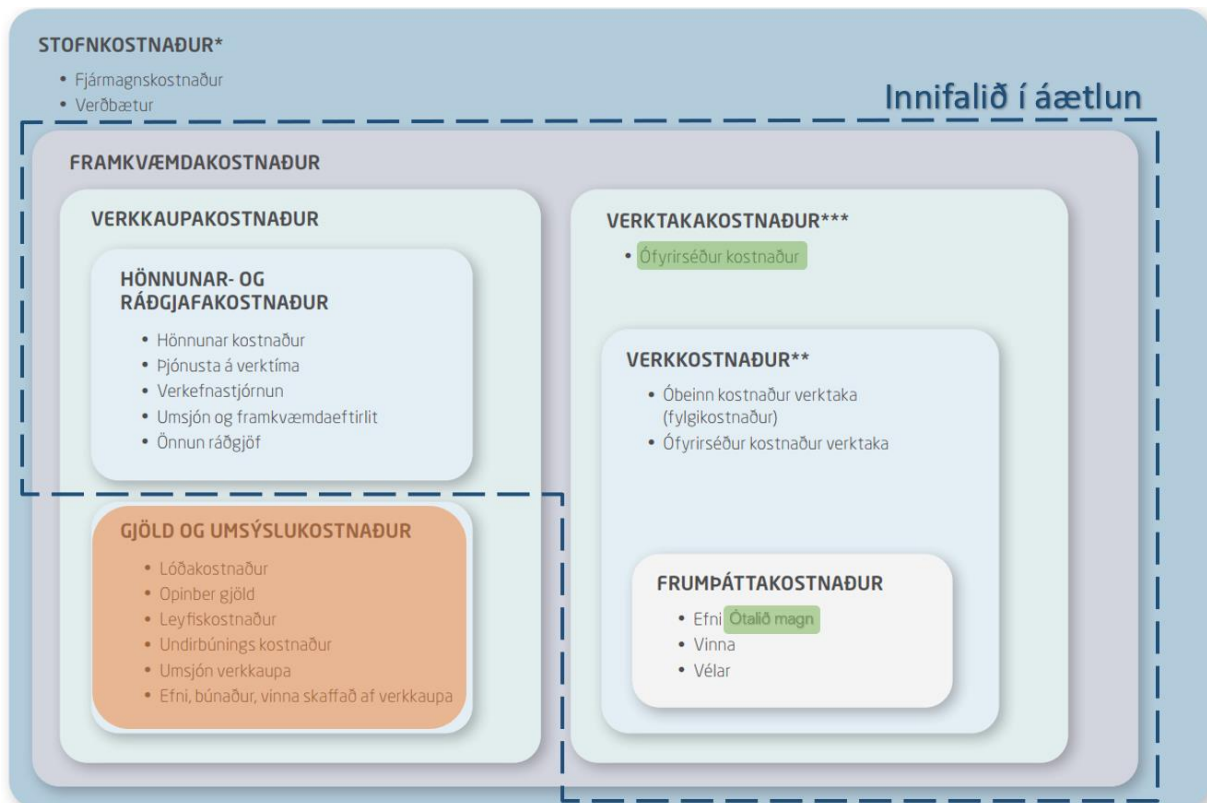 STOFNKOSTNAÐUR*
• Fjármagnskostnaður
• Verðbætur
Innifalið í áætlun
FRAMKVÆMDAKOSTNAÐUR
VERKKAUPAKOSTNAÐUR
HÖNNUNAR- OG
RÁÐGJAFAKOSTNAÐUR
• Hönnunar kostnaður
• Þjónusta á verktíma
• Verkefnastjórnun
• Umsjón og framkvæmdaeftirlit
• Önnun ráðgjöf
GJÖLD OG UMSÝSLUKOSTNAÐUR
• Lóðakostnaður
• Opinber gjöld
• Leyfiskostnaður
• Undirbúnings kostnaður
• Umsjón verkkaupa
• Efni, búnaður, vinna skaffað af verkkaupa
VERKTAKAKOSTNAÐUR***
• Ófyrirséður kostnaður
VERKKOSTNAÐUR**
• Óbeinn kostnaður verktaka
(fylgikostnaður)
• Ófyrirséður kostnaður verktaka
FRUMÞÁTTAKOSTNAÐUR
• Efni Ótalið magn
• Vinna
• Vélar